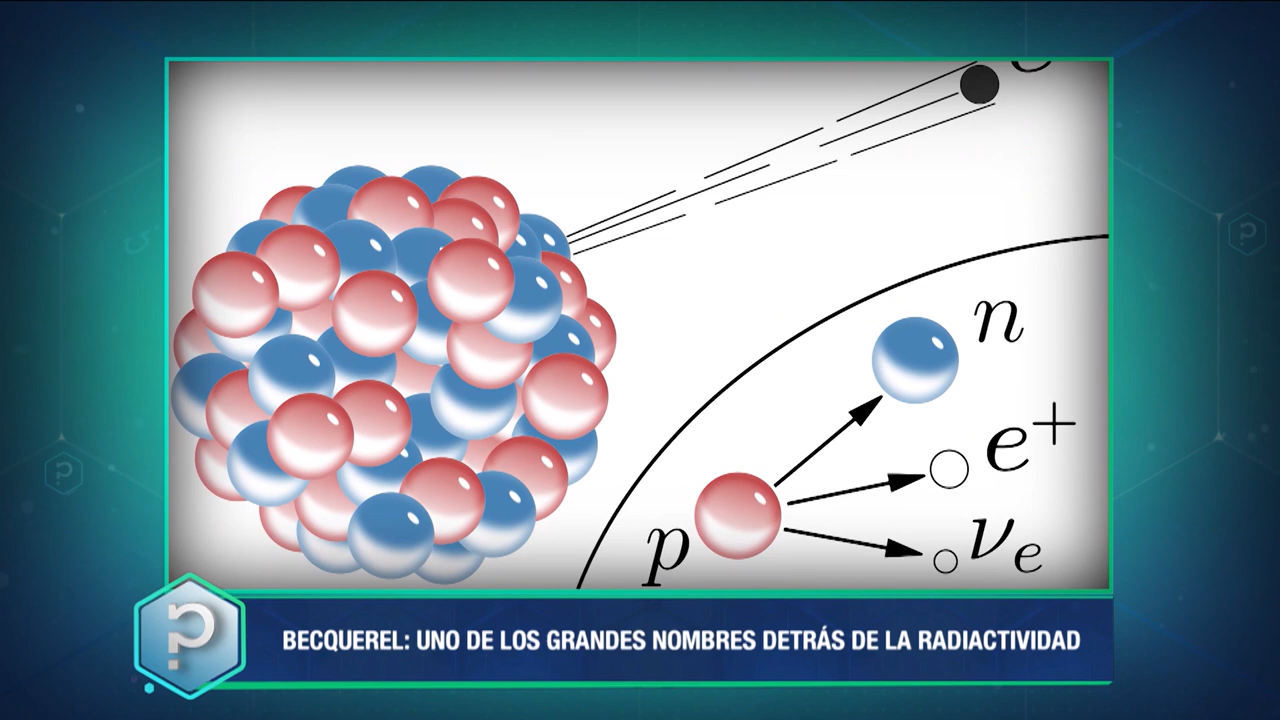 n
e+
p
νe
BECQUEREL: UNO DE LOS GRANDES NOMBRES DETRÁS DE LA RADIACTIVIDAD